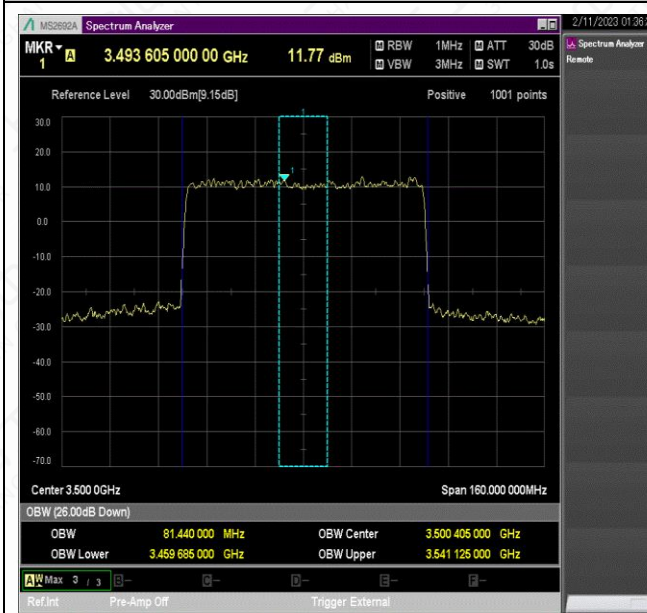 MS2692A Spectrum Analyzer
2/11/2023 01:36:
MKR 1 A 3.493 605 000 00 GHz 11.77 dBm M RBW 1MHz M ATT 30dB
M VBW 3MHz M SWT 1.0s
Spectrum Analyzer
Remote
Reference Level 30.00dBm[9.15dB] Positive 1001 points
30.0
20.0
1
10.0
0.0
-10.0
-20.0
-30.0
-40.0
-50.0
-60.0
-70.0
Center 3.500 0GHz Span 160.000 000MHz
OBW (26.00dB Down)
OBW 81.440 000 MHz OBW Center 3.500 405 000 GHz
OBW Lower 3.459 685 000 GHz OBW Upper 3.541 125 000 GHz
A W Max 3 / 3 B- C- D- E- F-
Ref.Int Pre-Amp Off Trigger External